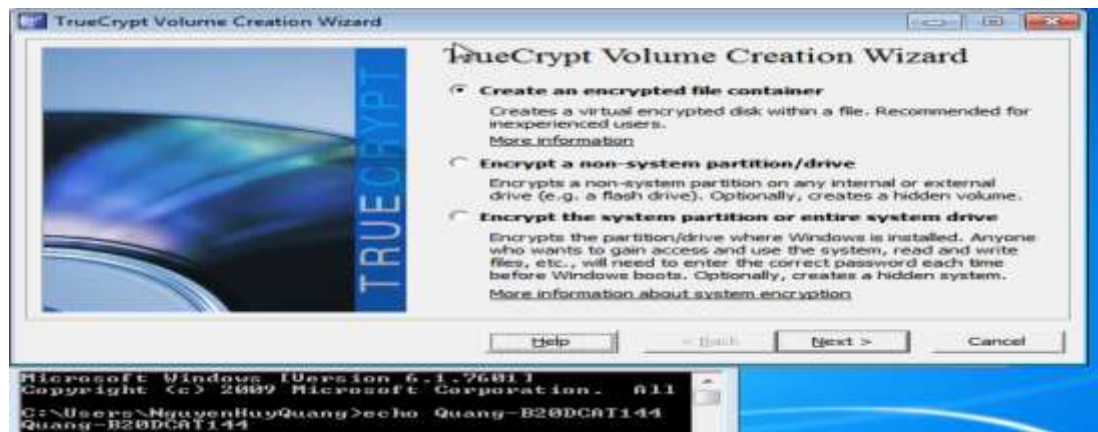 TrueCrypt Volume Creation Wizard
TRUECRYPT
TrueCrypt Volume Creation Wizard
Create an encrypted file container
Creates a virtual encrypted disk within a file. Recommended for
inexperienced users.
More information
Encrypt a non-system partition/drive
Encrypts a non-system partition on any internal or external
drive (e.g. a flash drive). Optionally, creates a hidden volume.
Encrypt the system partition or entire system drive
Encrypts the partition/drive where Windows is installed. Anyone
who wants to gain access and use the system, read and write
files, etc., will need to enter the correct password each time
before Windows boots. Optionally, creates a hidden system.
More information about system encryption
Help < Back Next > Cancel
Microsoft Windows [Version 6.1.7601]
Copyright (c) 2009 Microsoft Corporation. All
C:\Users\NguyenHuyQuang>echo Quang-B20DCAT144
Quang-B20DCAT144